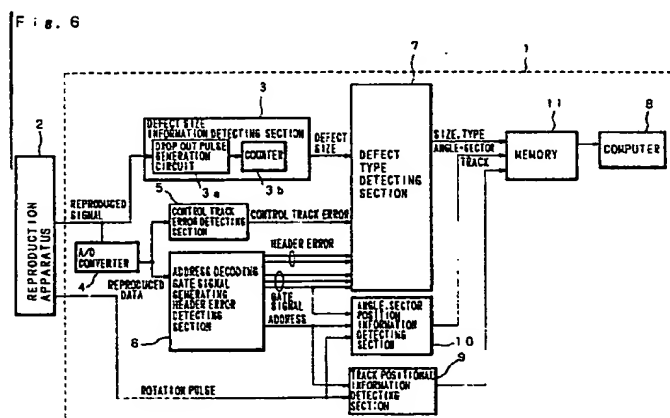 Fig. 6
7
1
3
11
8
2
DEFECT SIZE
INFORMATION DETECTING SECTION
DROP OUT PULSE
GENERATION
CIRCUIT
COUNTER
3a
3b
DEFECT
SIZE
DEFECT
TYPE
DETECTING
SECTION
SIZE, TYPE
ANGLE-SECTOR
TRACK
MEMORY
COMPUTER
REPRODUCTION
APPARATUS
REPRODUCED
SIGNAL
5
CONTROL TRACK
ERROR DETECTING
SECTION
CONTROL TRACK ERROR
A/D
CONVERTER
4
REPRODUCED
DATA
HEADER ERROR
ADDRESS DECODING
GATE SIGNAL
GENERATING
HEADER ERROR
DETECTING
SECTION
6
GATE
SIGNAL
ADDRESS
ANGLE, SECTOR
POSITION
INFORMATION
DETECTING
SECTION
10
9
ROTATION PULSE
TRACK POSITIONAL
INFORMATION
DETECTING
SECTION